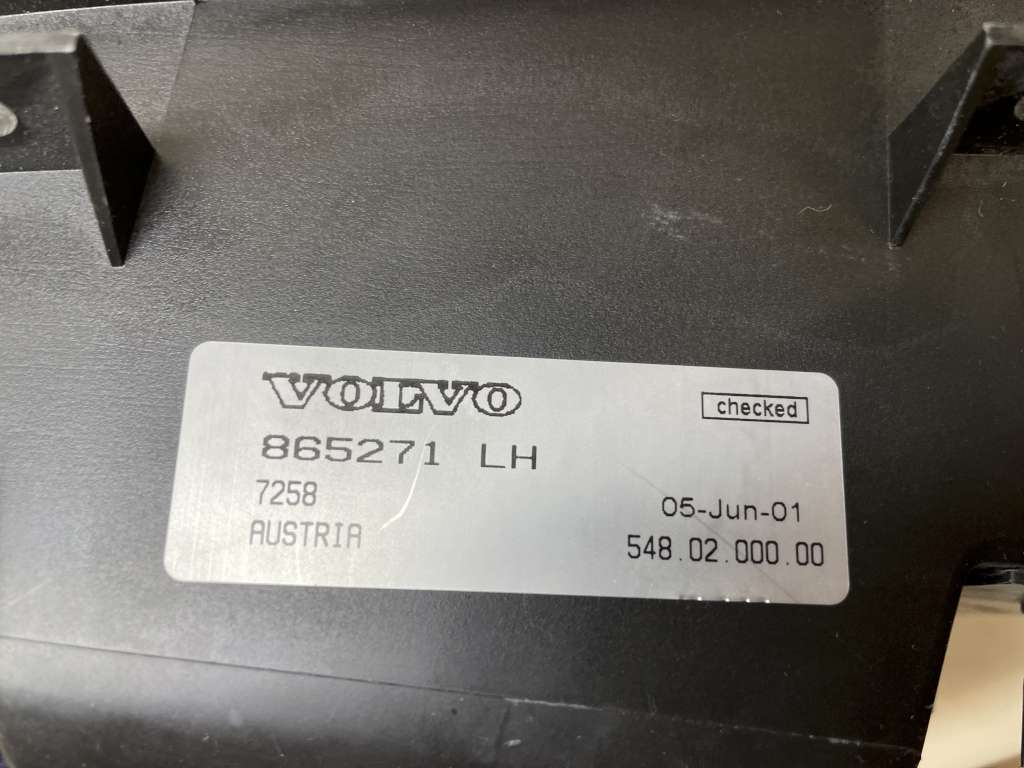 VOLVO
checked
865271 LH
7258
05-Jun-01
AUSTRIA
548.02.000.00